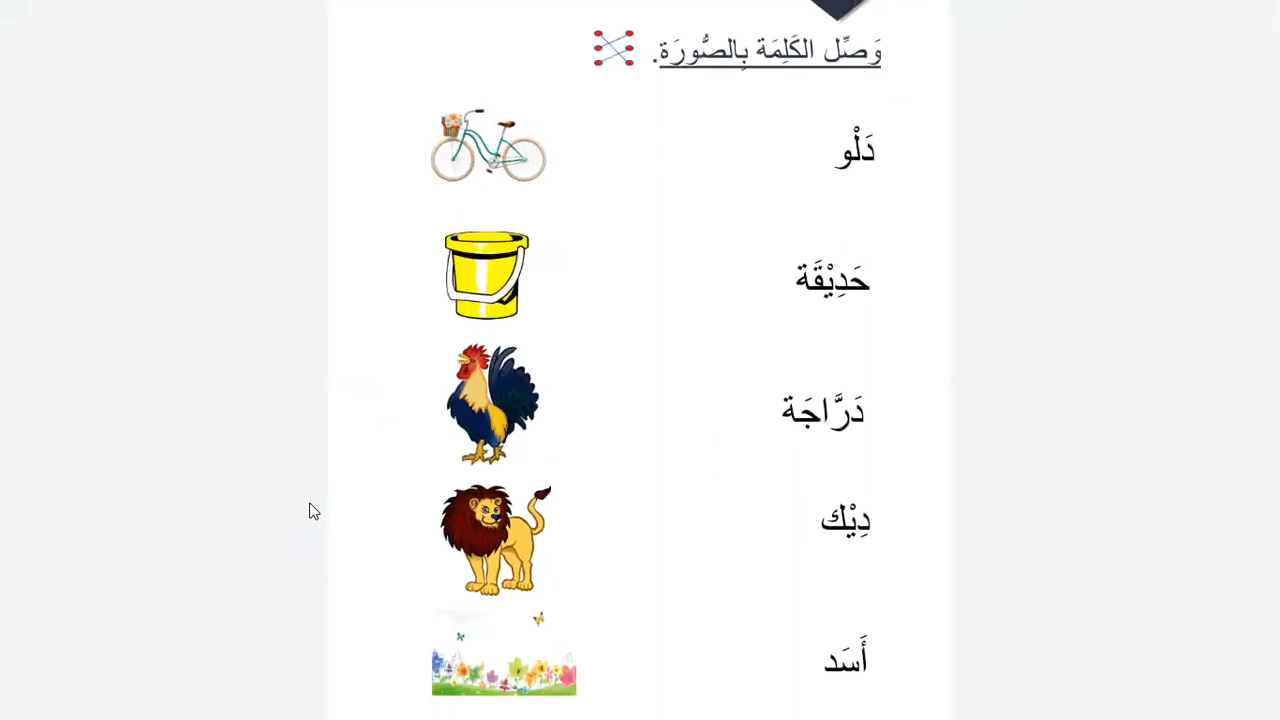 وَصِّل الكَلِمَة بِالصُّورَة.
دَلْو
حَدِيْقَة
دَرَّاجَة
دِيْك
أَسَد